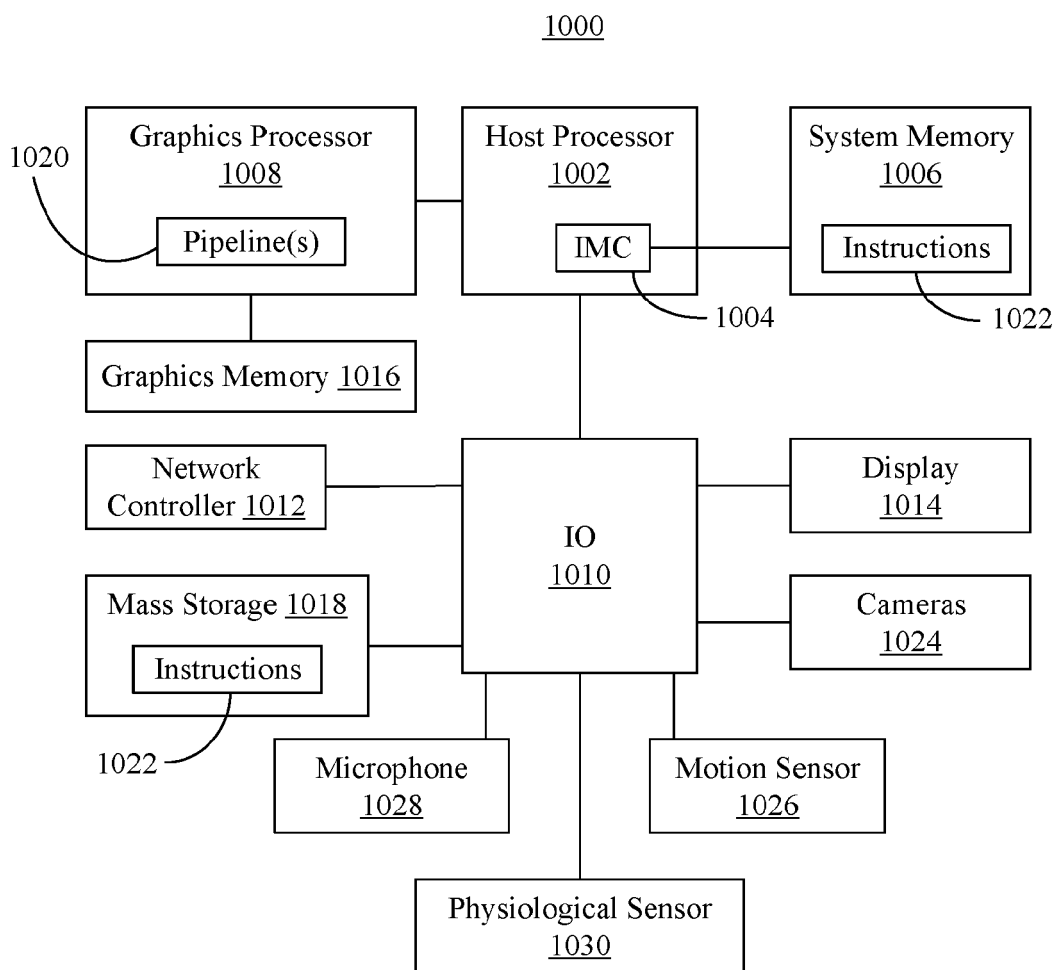 1000
Graphics Processor
1008
Host Processor
1002
System Memory
1006
1020
Pipeline(s)
IMC
Instructions
1004
1022
Graphics Memory 1016
Network
Controller 1012
IO
1010
Display
1014
Mass Storage 1018
Instructions
1022
Cameras
1024
Microphone
1028
Motion Sensor
1026
Physiological Sensor
1030